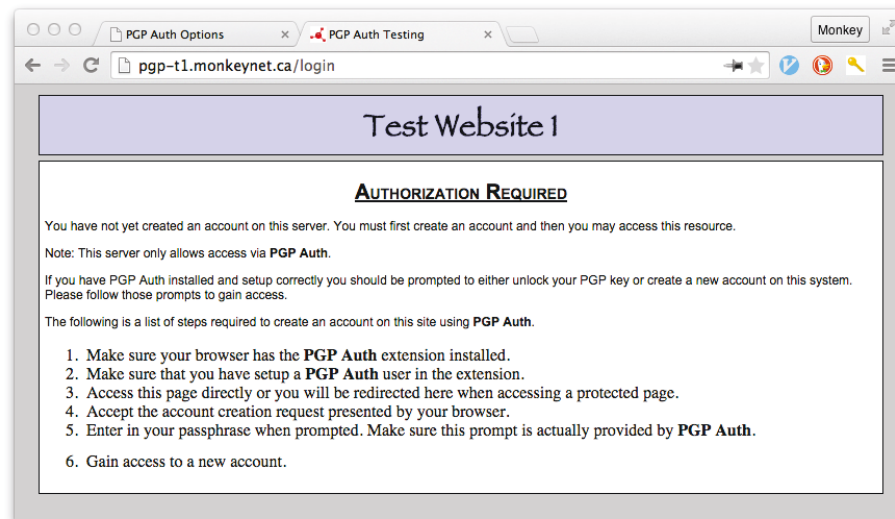 PGP Auth Options
PGP Auth Testing
Monkey
pgp-t1.monkeynet.ca/login
Test Website 1
AUTHORIZATION REQUIRED
You have not yet created an account on this server. You must first create an account and then you may access this resource.
Note: This server only allows access via PGP Auth.
If you have PGP Auth installed and setup correctly you should be prompted to either unlock your PGP key or create a new account on this system.
Please follow those prompts to gain access.
The following is a list of steps required to create an account on this site using PGP Auth.
1. Make sure your browser has the PGP Auth extension installed.
2. Make sure that you have setup a PGP Auth user in the extension.
3. Access this page directly or you will be redirected here when accessing a protected page.
4. Accept the account creation request presented by your browser.
5. Enter in your passphrase when prompted. Make sure this prompt is actually provided by PGP Auth.
6. Gain access to a new account.